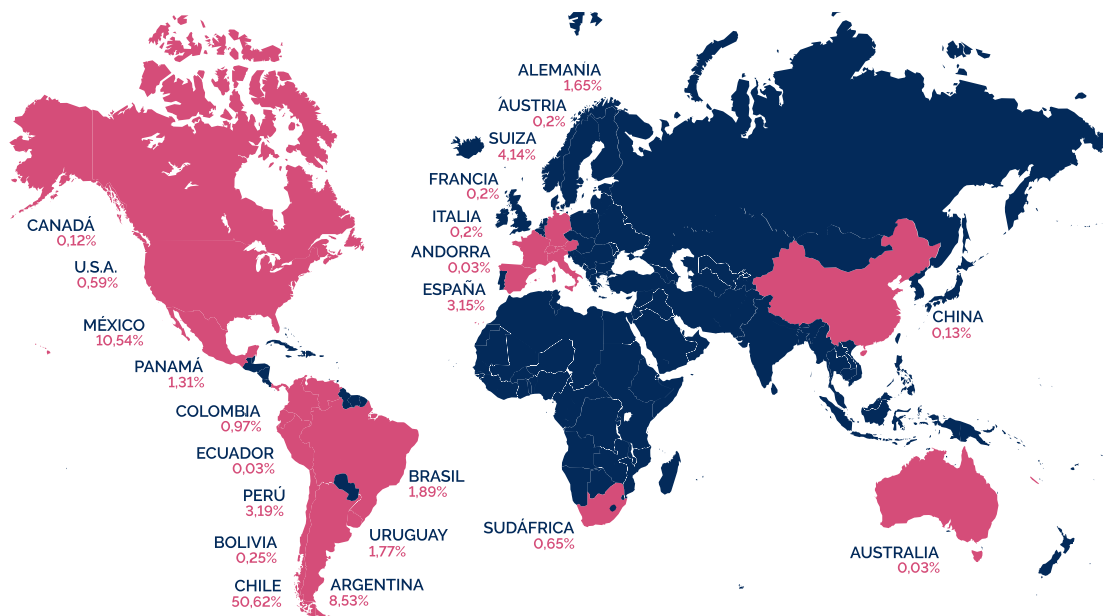 ALEMANIA
1,65%
ÁUSTRIA
0,2%
SUIZA
4,14%
FRANCIA
0,2%
ITALIA
0,2%
ANDORRA
0,03%
ESPAÑA
3,15%
CANADÁ
0,12%
U.S.A.
0,59%
MÉXICO
10,54%
PANAMÁ
1,31%
COLOMBIA
0,97%
ECUADOR
0,03%
PERÚ
3,19%
BOLIVIA
0,25%
CHILE
50,62%
BRASIL
1,89%
URUGUAY
1,77%
ARGENTINA
8,53%
SUDÁFRICA
0,65%
CHINA
0,13%
AUSTRALIA
0,03%